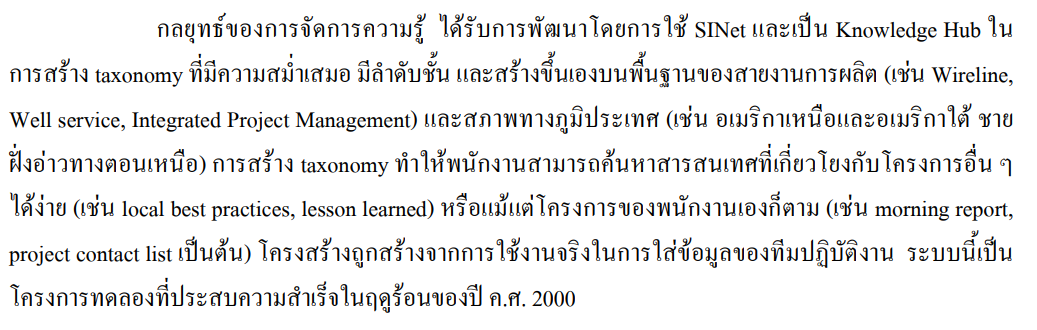 กลยุทธ์ของการจัดการความรู้ ได้รับการพัฒนาโดยการใช้ SINet และเป็น Knowledge Hub ใน
การสร้าง taxonomy ที่มีความสม่ำเสมอ มีลำดับชั้น และสร้างขึ้นเองบนพื้นฐานของสายงานการผลิต (เช่น Wireline,
Well service, Integrated Project Management) และสภาพทางภูมิประเทศ (เช่น อเมริกาเหนือและอเมริกาใต้ ชาย
ฝั่งอ่าวทางตอนเหนือ) การสร้าง taxonomy ทำให้พนักงานสามารถค้นหาสารสนเทศที่เกี่ยวโยงกับโครงการอื่น ๆ
ได้ง่าย (เช่น local best practices, lesson learned) หรือแม้แต่โครงการของพนักงานเองก็ตาม (เช่น morning report,
project contact list เป็นต้น) โครงสร้างถูกสร้างจากการใช้งานจริงในการใส่ข้อมูลของทีมปฏิบัติงาน ระบบนี้เป็น
โครงการทดลองที่ประสบความสำเร็จในฤดูร้อนของปี ค.ศ. 2000